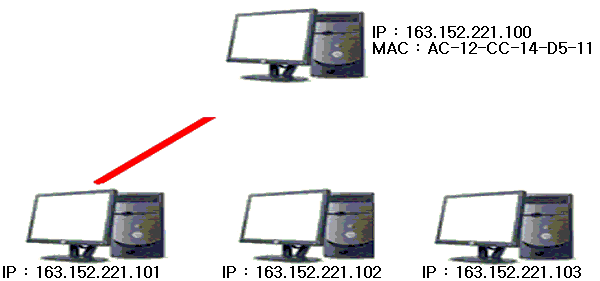 IP : 163.152.221.100
MAC : AC-12-CC-14-D5-11
IP : 163.152.221.101
IP : 163.152.221.102
IP : 163.152.221.103